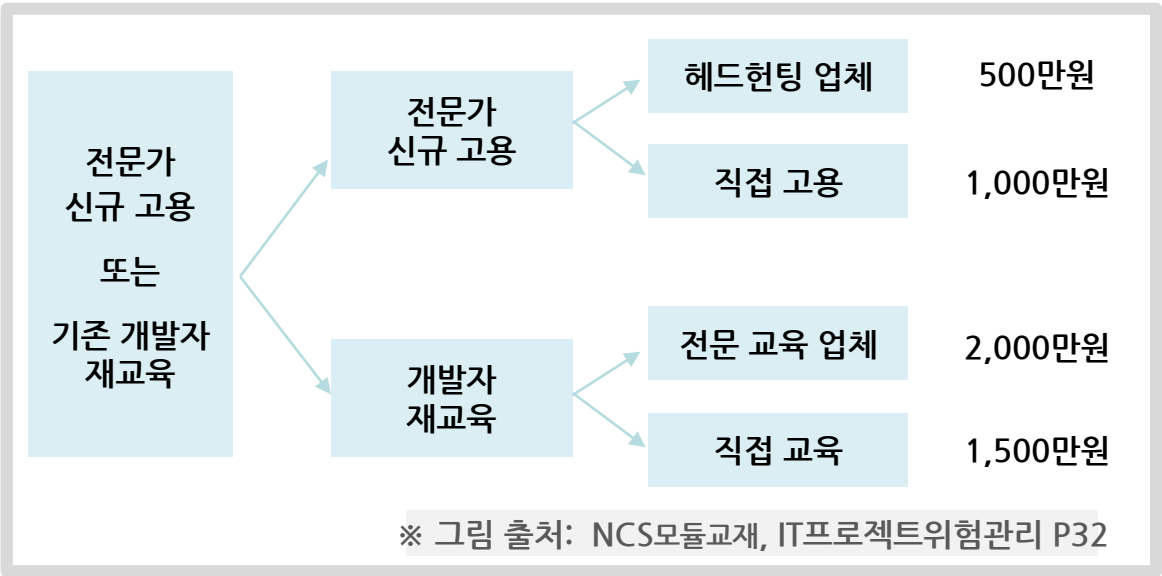 전문가
신규 고용
또는
기존 개발자
재교육
전문가
신규 고용
헤드헌팅 업체
500만원
직접 고용
1,000만원
개발자
재교육
전문 교육 업체
2,000만원
직접 교육
1,500만원
※ 그림 출처: NCS모듈교재, IT프로젝트위험관리 P32